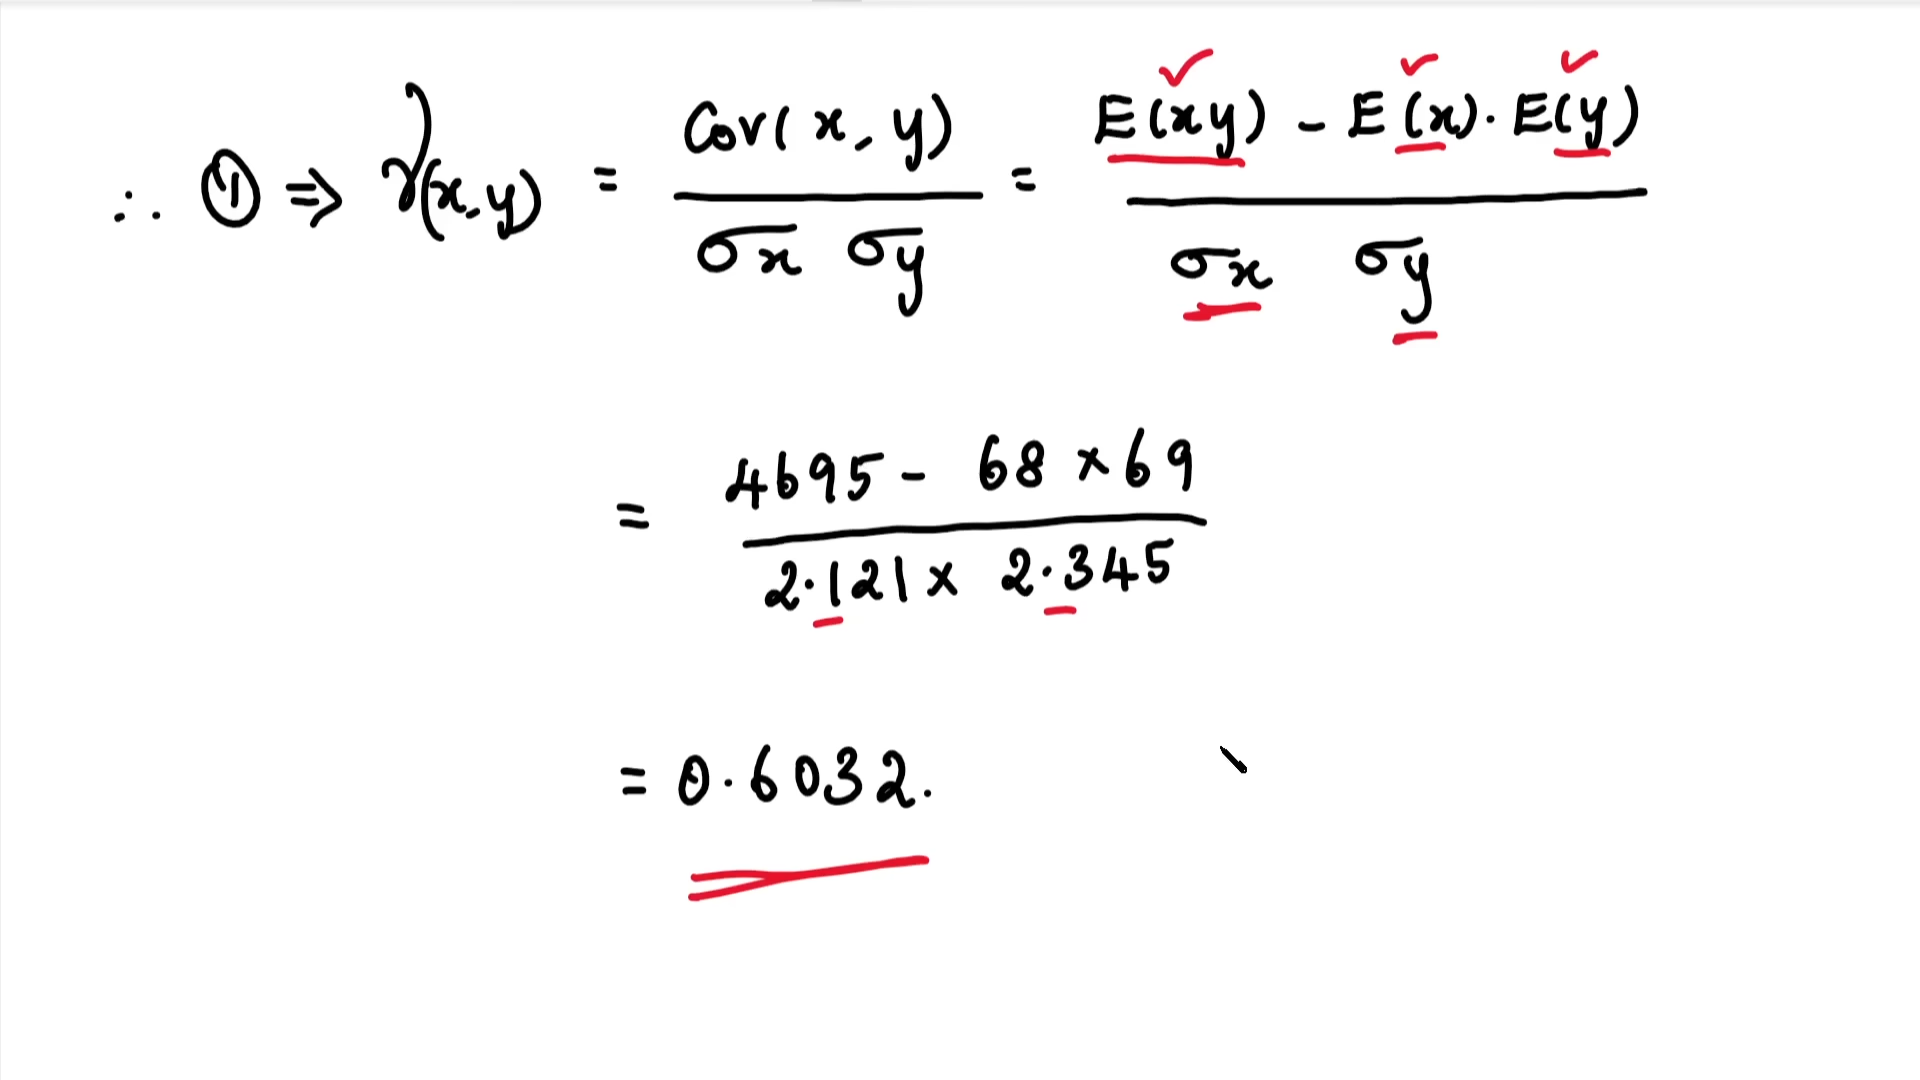 ∴ ① ⇒ γ(x,y) = Cov(x,y) / σx σy = E(xy) - E(x)·E(y) / σx σy
= 4695 - 68 × 69 / 2.121 × 2.345
= 0.6032.